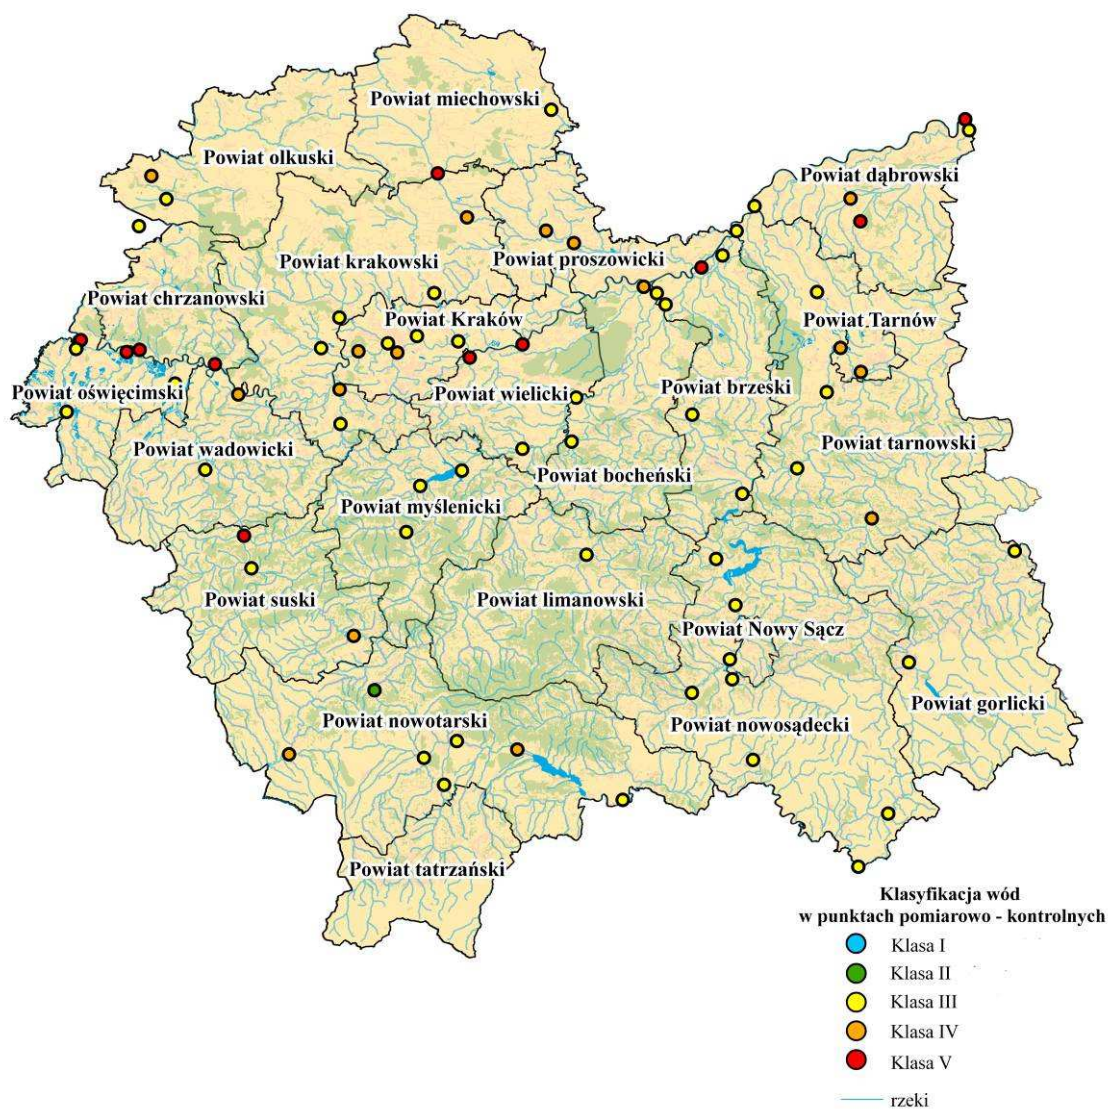 Powiat miechowski
Powiat olkuski
Powiat dąbrowski
Powiat krakowski
Powiat proszowicki
Powiat chrzanowski
Powiat Kraków
Powiat Tarnów
Powiat oświęcimski
Powiat wielicki
Powiat brzeski
Powiat wadowicki
Powiat tarnowski
Powiat bocheński
Powiat myślenicki
Powiat suski
Powiat limanowski
Powiat Nowy Sącz
Powiat nowotarski
Powiat nowosądecki
Powiat gorlicki
Powiat tatrzański
Klasyfikacja wód
w punktach pomiarowo - kontrolnych
Klasa I
Klasa II
Klasa III
Klasa IV
Klasa V
rzeki